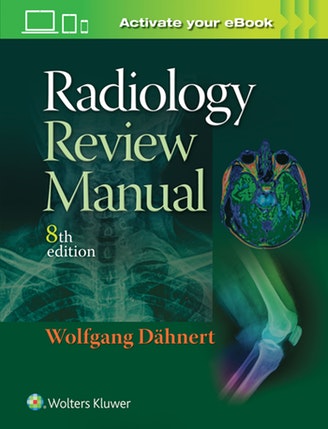 Activate your eBook
Radiology
Review
Manual
8th
edition
Wolfgang Dähnert
Wolters Kluwer